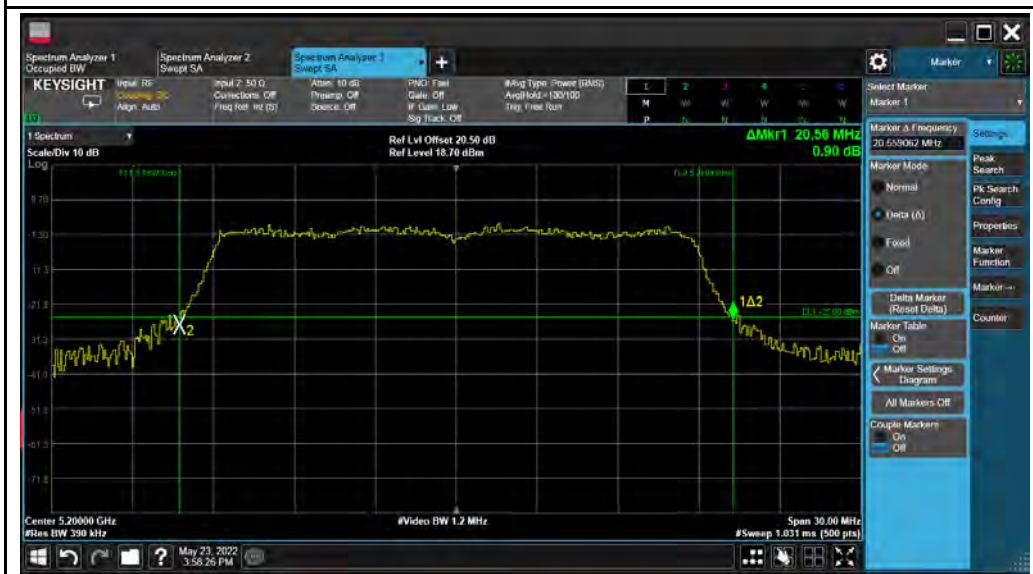 Spectrum Analyzer 1
Occupied BW
Spectrum Analyzer 2
Swept SA
Spectrum Analyzer 3
Swept SA
+
Marker
KEYSIGHT
Input: RF
Coupling: DC
Align: Auto
Input Z: 50 Ω
Corrections: Off
Freq Ref: Int (S)
Atten: 10 dB
Preamp: Off
Source: Off
PNO: Fast
Gate: Off
IF Gain: Low
Sig Track: Off
#Avg Type: Power (RMS)
Avg|Hold:>100/100
Trig: Free Run
1 2 3 4
M W W W W W
P N N N N N
Select Marker
Marker 1
1 Spectrum
Scale/Div 10 dB
Log
Ref Lvl Offset 20.50 dB
Ref Level 18.70 dBm
ΔMkr1 20.56 MHz
0.90 dB
8.70
-1.30
-11.3
-21.3
-31.3
-41.3
-51.3
-61.3
-71.3
1Δ2
X2
Center 5.20000 GHz
#Res BW 390 kHz
#Video BW 1.2 MHz
Span 30.00 MHz
#Sweep 1.031 ms (500 pts)
Marker Δ Frequency
20.559062 MHz
Marker Mode
Normal
Delta (Δ)
Fixed
Off
Delta Marker
(Reset Delta)
Marker Table
On
Off
Marker Settings
Diagram
All Markers Off
Couple Markers
On
Off
Settings
Peak
Search
Pk Search
Config
Properties
Marker
Function
Marker→
Counter
?
May 23, 2022
3:58:26 PM